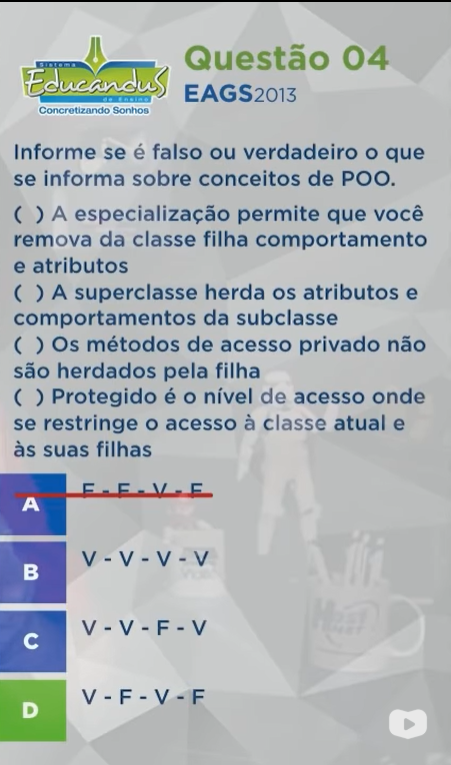 Sistema
Educandus
de Ensino
Concretizando Sonhos
Questão 04
EAGS2013
Informe se é falso ou verdadeiro o que
se informa sobre conceitos de POO.
( ) A especialização permite que você
remova da classe filha comportamento
e atributos
( ) A superclasse herda os atributos e
comportamentos da subclasse
( ) Os métodos de acesso privado não
são herdados pela filha
( ) Protegido é o nível de acesso onde
se restringe o acesso à classe atual e
às suas filhas
A F - F - V - F
B V - V - V - V
C V - V - F - V
D V - F - V - F